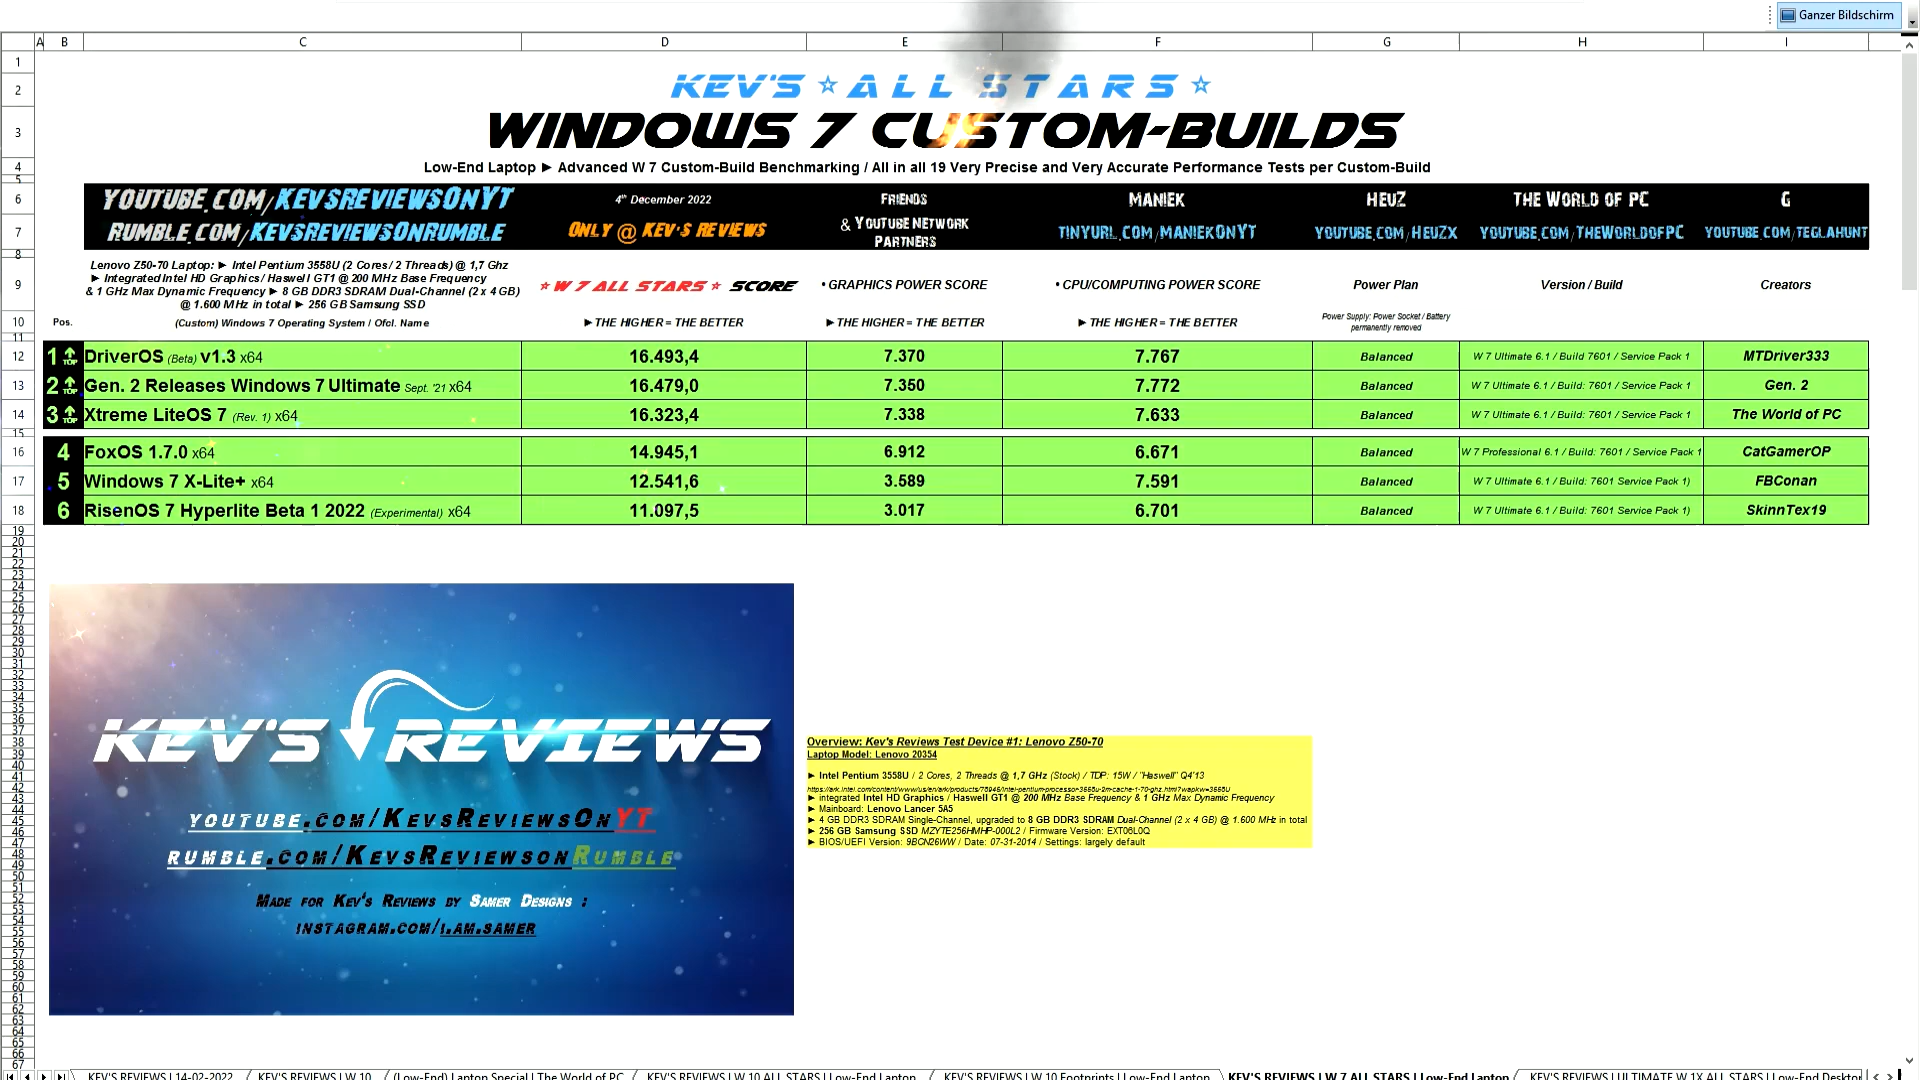 Ganzer Bildschirm
A B C D E F G H I
KEV'S ☆ ALL STARS ☆
WINDOWS 7 CUSTOM-BUILDS
Low-End Laptop ► Advanced W 7 Custom-Build Benchmarking / All in all 19 Very Precise and Very Accurate Performance Tests per Custom-Build
YOUTUBE.COM/KEVSREVIEWSONYT 4th December 2022 FRIENDS MANIEK HEUZ THE WORLD OF PC G
RUMBLE.COM/KEVSREVIEWSONRUMBLE ONLY @ KEV'S REVIEWS & YOUTUBE NETWORK PARTNERS TINYURL.COM/MANIEKONYT YOUTUBE.COM/HEUZX YOUTUBE.COM/THEWORLDOFPC YOUTUBE.COM/TEGLAHUNT
Lenovo Z50-70 Laptop: ► Intel Pentium 3558U (2 Cores / 2 Threads) @ 1,7 Ghz
► Integrated Intel HD Graphics / Haswell GT1 @ 200 MHz Base Frequency
& 1 GHz Max Dynamic Frequency ► 8 GB DDR3 SDRAM Dual-Channel (2 x 4 GB)
@ 1.600 MHz in total ► 256 GB Samsung SSD
☆ W 7 ALL STARS ☆ SCORE • GRAPHICS POWER SCORE • CPU/COMPUTING POWER SCORE Power Plan Version / Build Creators
Pos. (Custom) Windows 7 Operating System / Ofcl. Name ►THE HIGHER = THE BETTER ►THE HIGHER = THE BETTER ►THE HIGHER = THE BETTER Power Supply: Power Socket / Battery permanently removed
1 TOP DriverOS (Beta) v1.3 x64 16.493,4 7.370 7.767 Balanced W 7 Ultimate 6.1 / Build 7601 / Service Pack 1 MTDriver333
2 TOP Gen. 2 Releases Windows 7 Ultimate Sept. '21 x64 16.479,0 7.350 7.772 Balanced W 7 Ultimate 6.1 / Build: 7601 / Service Pack 1 Gen. 2
3 TOP Xtreme LiteOS 7 (Rev. 1) x64 16.323,4 7.338 7.633 Balanced W 7 Ultimate 6.1 / Build: 7601 / Service Pack 1 The World of PC
4 FoxOS 1.7.0 x64 14.945,1 6.912 6.671 Balanced W 7 Professional 6.1 / Build: 7601 / Service Pack 1 CatGamerOP
5 Windows 7 X-Lite+ x64 12.541,6 3.589 7.591 Balanced W 7 Ultimate 6.1 / Build: 7601 Service Pack 1) FBConan
6 RisenOS 7 Hyperlite Beta 1 2022 (Experimental) x64 11.097,5 3.017 6.701 Balanced W 7 Ultimate 6.1 / Build: 7601 Service Pack 1) SkinnTex19
KEV'S REVIEWS
YOUTUBE.COM/KEVSREVIEWSONYT
RUMBLE.COM/KEVSREVIEWSONRUMBLE
MADE FOR KEV'S REVIEWS BY SAMER DESIGNS :
INSTAGRAM.COM/I.AM.SAMER
Overview: Kev's Reviews Test Device #1: Lenovo Z50-70
Laptop Model: Lenovo 20354
► Intel Pentium 3558U / 2 Cores, 2 Threads @ 1,7 GHz (Stock) / TDP: 15W / "Haswell" Q4'13
► integrated Intel HD Graphics / Haswell GT1 @ 200 MHz Base Frequency & 1 GHz Max Dynamic Frequency
► Mainboard: Lenovo Lancer 5A5
► 4 GB DDR3 SDRAM Single-Channel, upgraded to 8 GB DDR3 SDRAM Dual-Channel (2 x 4 GB) @ 1.600 MHz in total
► 256 GB Samsung SSD MZYTE256HMHP-000L2 / Firmware Version: EXT06L0Q
► BIOS/UEFI Version: 9BCN26WW / Date: 07-31-2014 / Settings: largely default
KEV'S REVIEWS | 14-02-2022 KEV'S REVIEWS | W 10 (Low-End) Laptop Special | The World of PC KEV'S REVIEWS | W 10 ALL STARS | Low-End Laptop KEV'S REVIEWS | W 10 Footprints | Low-End Laptop KEV'S REVIEWS | W 7 ALL STARS | Low-End Laptop KEV'S REVIEWS | ULTIMATE W 1X ALL STARS | Low-End Desktop